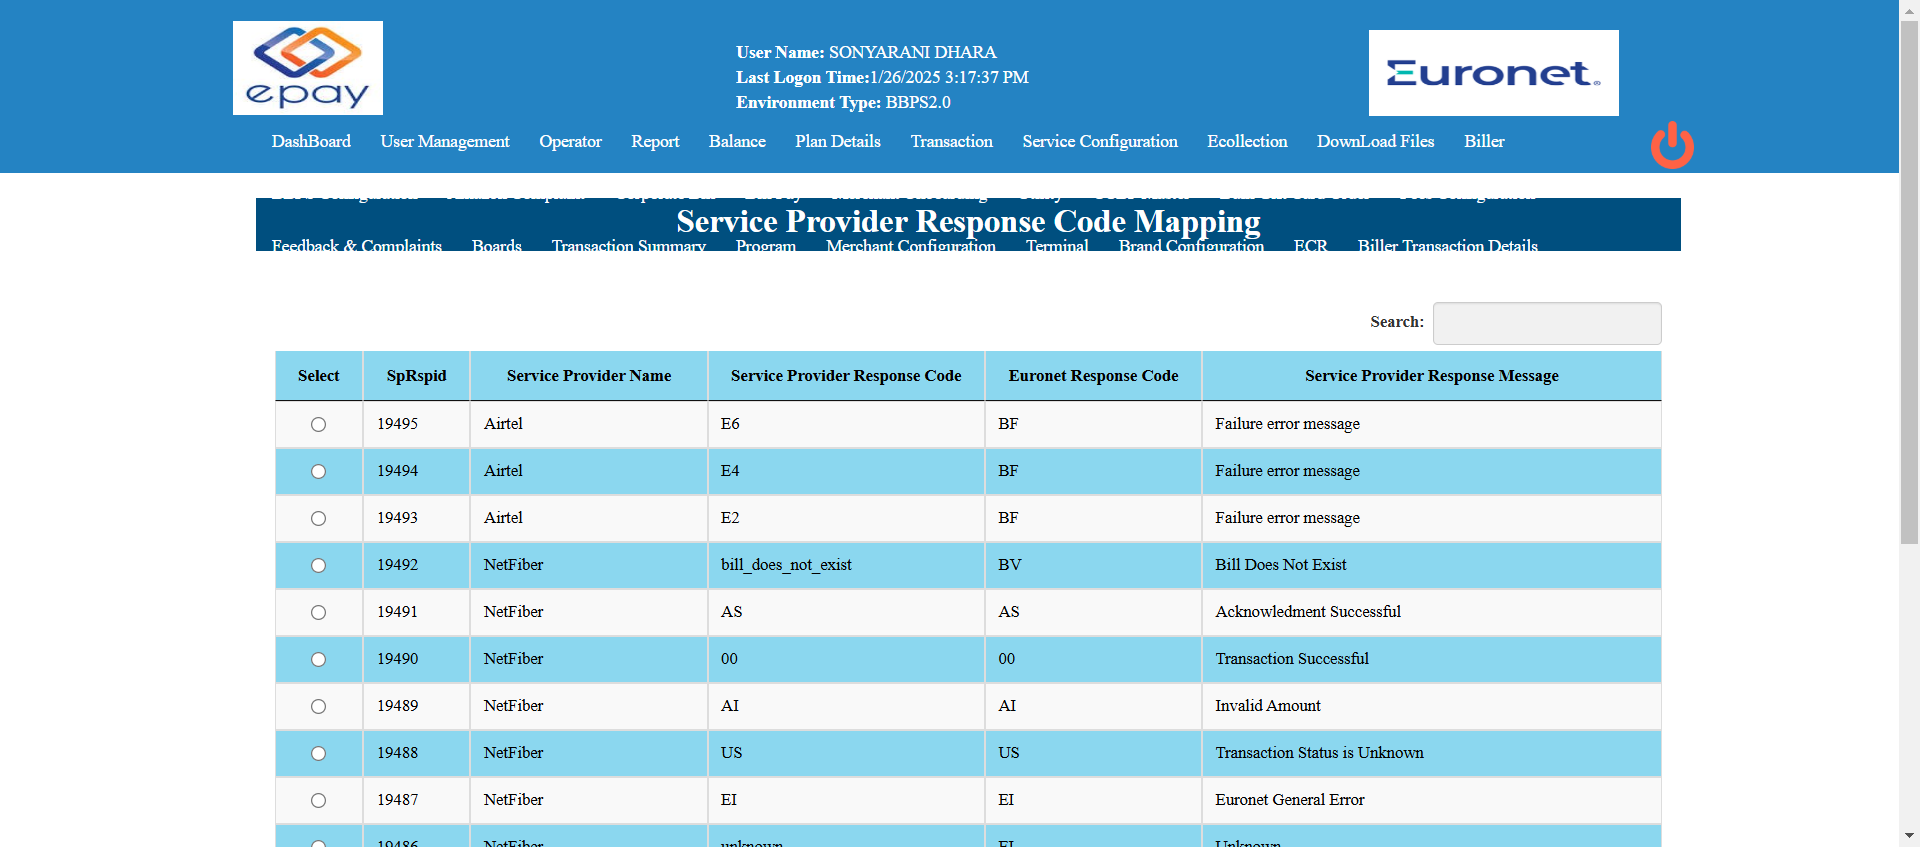 epay
User Name: SONYARANI DHARA
Last Logon Time:1/26/2025 3:17:37 PM
Environment Type: BBPS2.0
Euronet
DashBoard User Management Operator Report Balance Plan Details Transaction Service Configuration Ecollection DownLoad Files Biller
Service Provider Response Code Mapping
Feedback & Complaints Boards Transaction Summary Program Merchant Configuration Terminal Brand Configuration ECR Biller Transaction Details
Search:
Select SpRspid Service Provider Name Service Provider Response Code Euronet Response Code Service Provider Response Message
19495 Airtel E6 BF Failure error message
19494 Airtel E4 BF Failure error message
19493 Airtel E2 BF Failure error message
19492 NetFiber bill_does_not_exist BV Bill Does Not Exist
19491 NetFiber AS AS Acknowledment Successful
19490 NetFiber 00 00 Transaction Successful
19489 NetFiber AI AI Invalid Amount
19488 NetFiber US US Transaction Status is Unknown
19487 NetFiber EI EI Euronet General Error
19486 NetFiber unknown EI Unknown